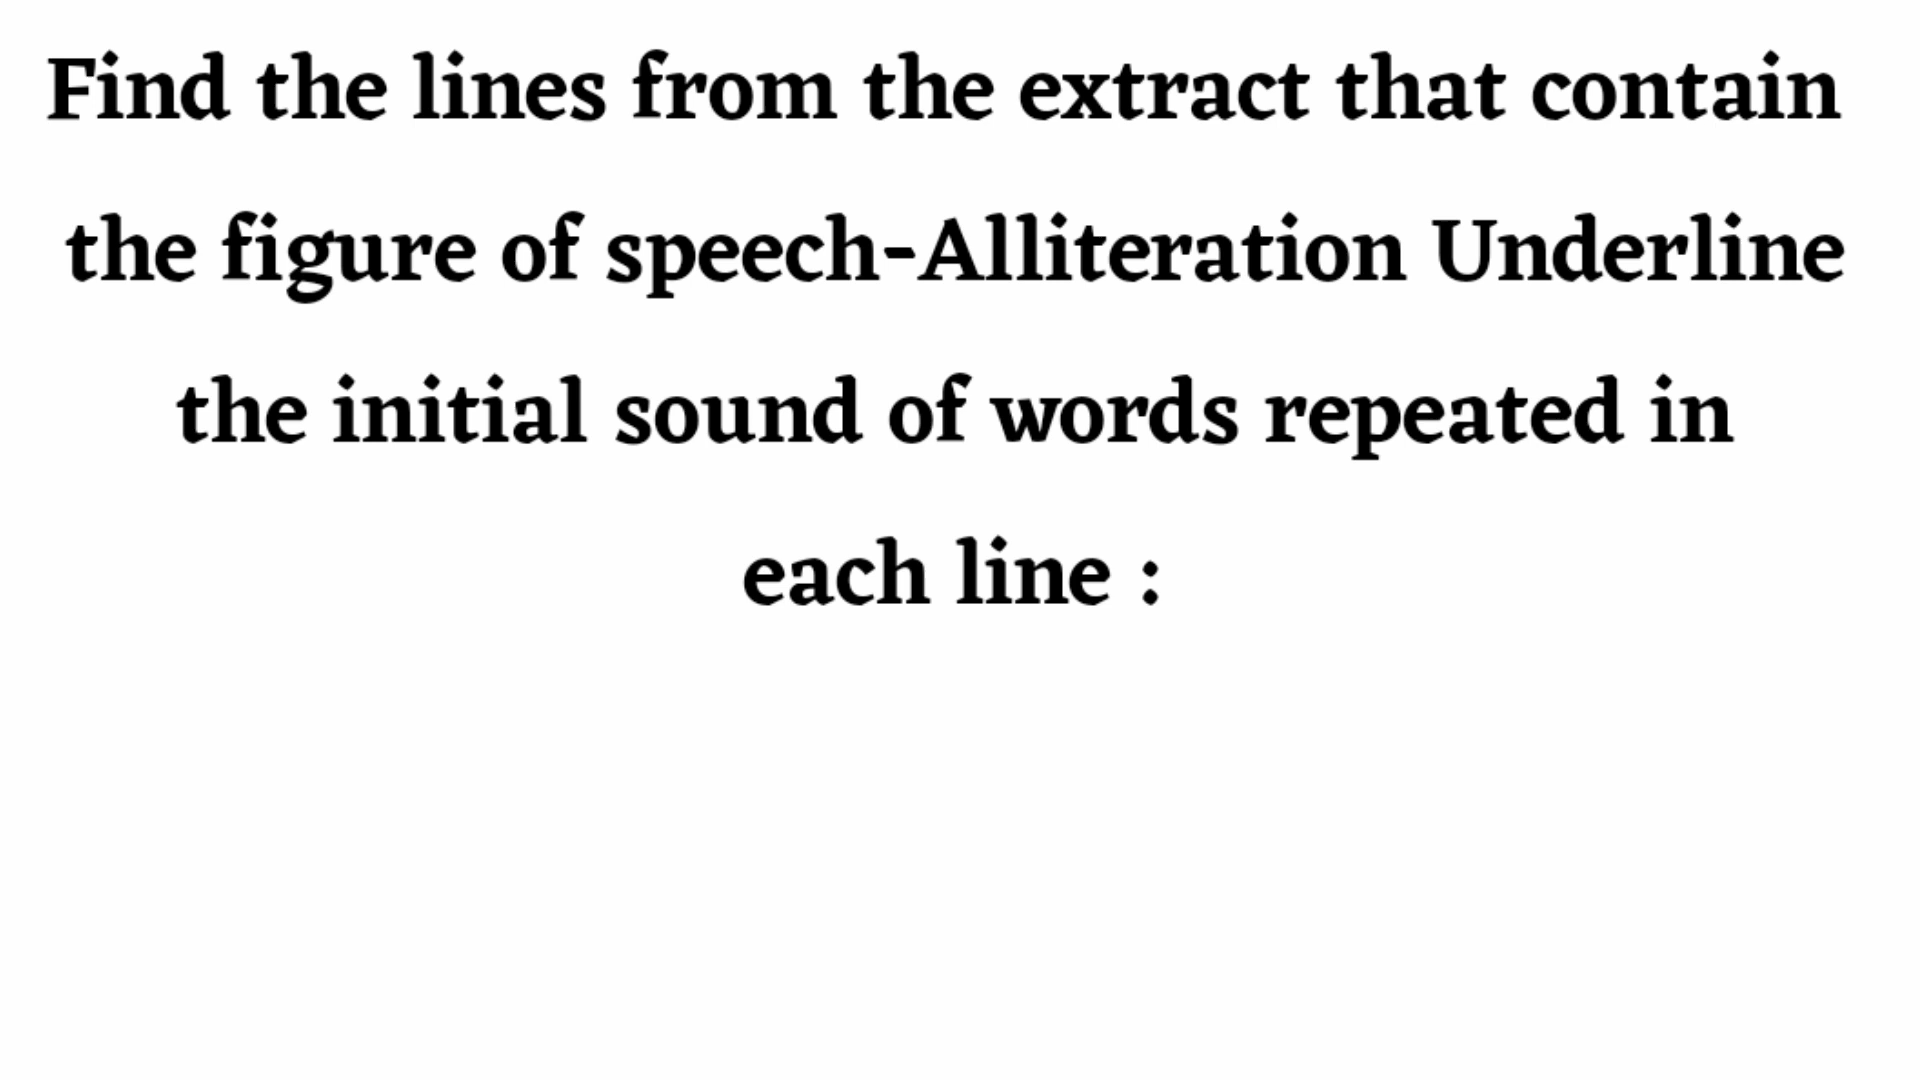 Find the lines from the extract that contain
the figure of speech-Alliteration Underline
the initial sound of words repeated in
each line :